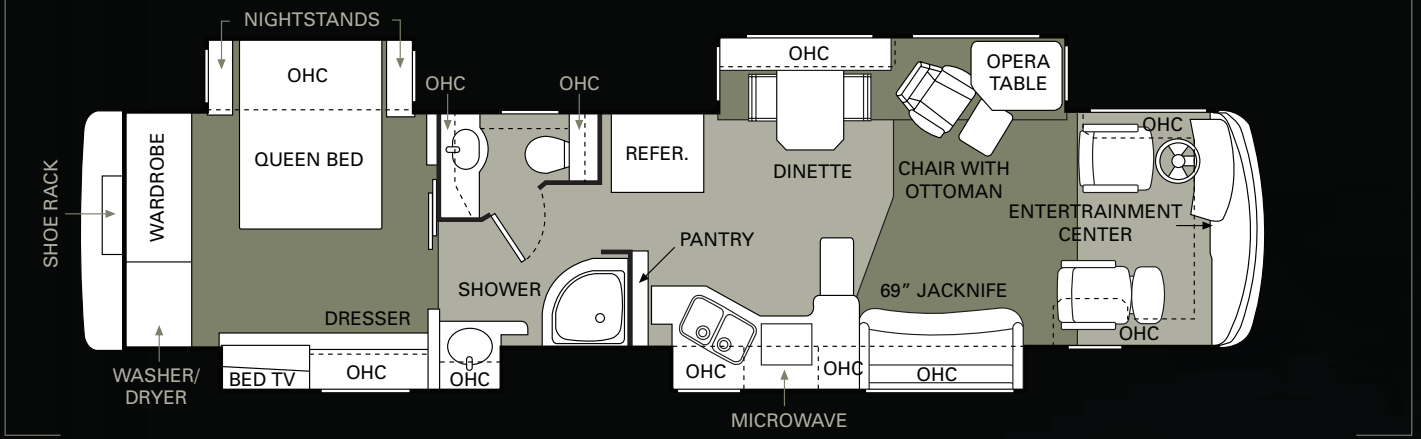 NIGHTSTANDS
OHC
OHC
OHC
QUEEN BED
WARDROBE
SHOE RACK
WASHER/
DRYER
DRESSER
BED TV
OHC
OHC
SHOWER
REFER.
PANTRY
OHC
DINETTE
OPERA
TABLE
CHAIR WITH
OTTOMAN
OHC
ENTERTRAINMENT
CENTER
69” JACKNIFE
OHC
OHC
OHC
OHC
MICROWAVE